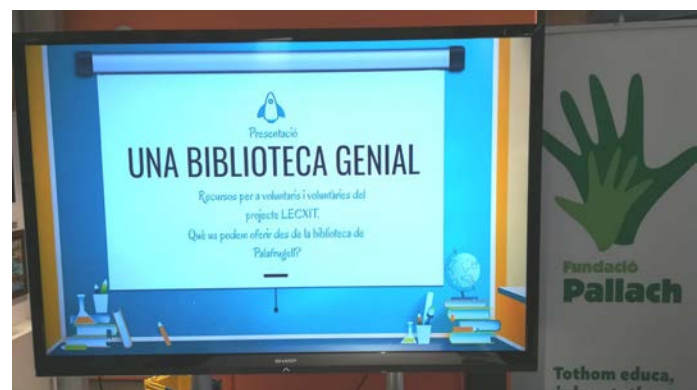 Presentació
UNA BIBLIOTECA GENIAL
Recursos per a voluntaris i voluntàries del
projecte LECXIT.
Què us podem oferir des de la biblioteca de
Palafrugell?
SHARP
Fundació
Pallach
Tothom educa,